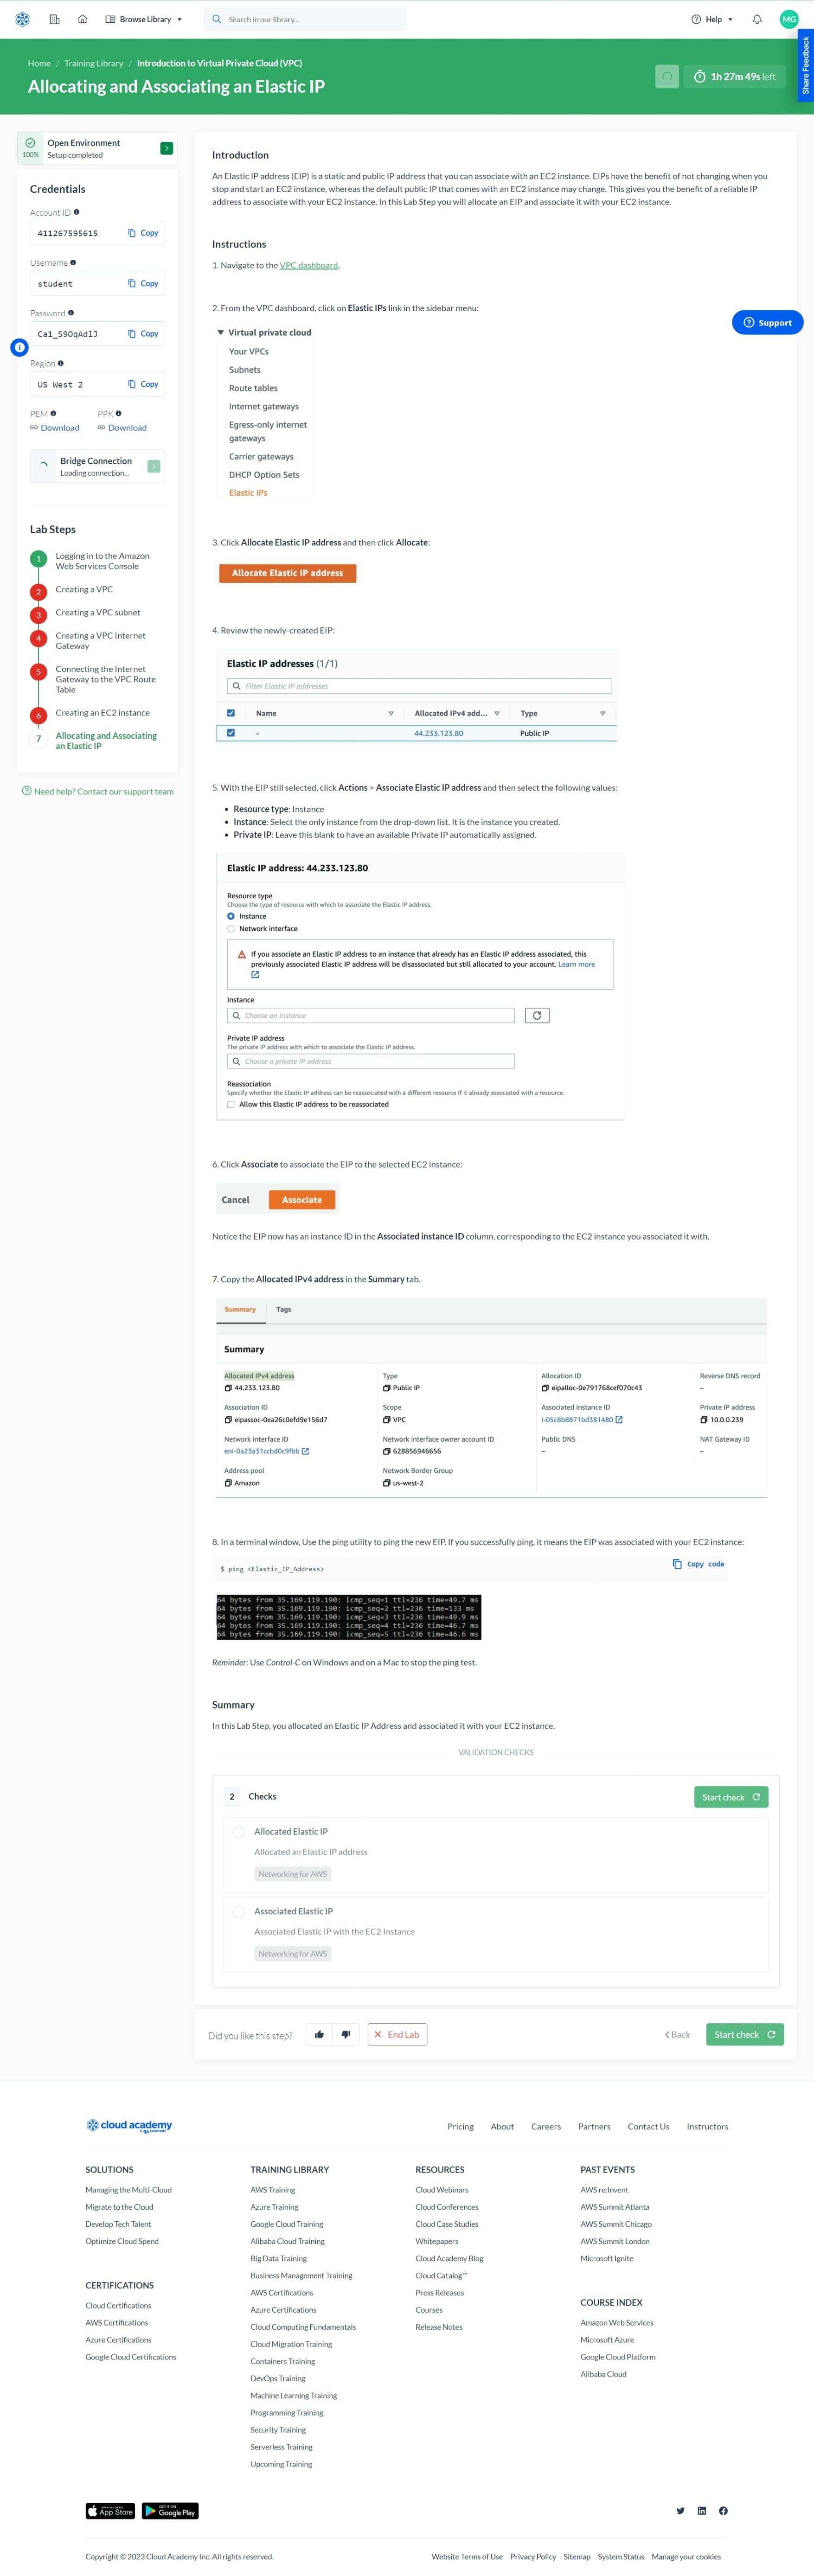 Browse Library
Search in our library...
Help
MG
Share Feedback
Home / Training Library / Introduction to Virtual Private Cloud (VPC)
Allocating and Associating an Elastic IP
1h 27m 49s left
100%
Open Environment
Setup completed
Credentials
Account ID
411267595615
Copy
Username
student
Copy
Password
Ca1_S9OqAdlJ
Copy
Region
US West 2
Copy
PEM
PPK
Download
Download
Bridge Connection
Loading connection...
Lab Steps
1
Logging in to the Amazon
Web Services Console
2
Creating a VPC
3
Creating a VPC subnet
4
Creating a VPC Internet
Gateway
5
Connecting the Internet
Gateway to the VPC Route
Table
6
Creating an EC2 instance
7
Allocating and Associating
an Elastic IP
Need help? Contact our support team
Introduction
An Elastic IP address (EIP) is a static and public IP address that you can associate with an EC2 instance. EIPs have the benefit of not changing when you
stop and start an EC2 instance, whereas the default public IP that comes with an EC2 instance may change. This gives you the benefit of a reliable IP
address to associate with your EC2 instance. In this Lab Step you will allocate an EIP and associate it with your EC2 instance.
Instructions
1. Navigate to the VPC dashboard.
2. From the VPC dashboard, click on Elastic IPs link in the sidebar menu:
Support
Virtual private cloud
Your VPCs
Subnets
Route tables
Internet gateways
Egress-only internet
gateways
Carrier gateways
DHCP Option Sets
Elastic IPs
3. Click Allocate Elastic IP address and then click Allocate:
Allocate Elastic IP address
4. Review the newly-created EIP:
Elastic IP addresses (1/1)
Filter Elastic IP addresses
Name
Allocated IPv4 add...
Type
–
44.233.123.80
Public IP
5. With the EIP still selected, click Actions > Associate Elastic IP address and then select the following values:
• Resource type: Instance
• Instance: Select the only instance from the drop-down list. It is the instance you created.
• Private IP: Leave this blank to have an available Private IP automatically assigned.
Elastic IP address: 44.233.123.80
Resource type
Choose the type of resource with which to associate the Elastic IP address.
Instance
Network interface
If you associate an Elastic IP address to an instance that already has an Elastic IP address associated, this
previously associated Elastic IP address will be disassociated but still allocated to your account. Learn more
Instance
Choose an instance
Private IP address
The private IP address with which to associate the Elastic IP address.
Choose a private IP address
Reassociation
Specify whether the Elastic IP address can be reassociated with a different resource if it already associated with a resource.
Allow this Elastic IP address to be reassociated
6. Click Associate to associate the EIP to the selected EC2 instance:
Cancel
Associate
Notice the EIP now has an instance ID in the Associated instance ID column, corresponding to the EC2 instance you associated it with.
7. Copy the Allocated IPv4 address in the Summary tab.
Summary
Tags
Summary
Allocated IPv4 address
44.233.123.80
Type
Public IP
Allocation ID
eipalloc-0e791768cef070c43
Reverse DNS record
–
Association ID
eipassoc-0ea26c0efd9e156d7
Scope
VPC
Associated instance ID
i-05c8b8871bd381480
Private IP address
10.0.0.239
Network interface ID
eni-0a23a31ccbd0c9fbb
Network interface owner account ID
628856946656
Public DNS
–
NAT Gateway ID
–
Address pool
Amazon
Network Border Group
us-west-2
8. In a terminal window, Use the ping utility to ping the new EIP. If you successfully ping, it means the EIP was associated with your EC2 instance:
$ ping <Elastic_IP_Address>
Copy code
64 bytes from 35.169.119.190: icmp_seq=1 ttl=236 time=49.7 ms
64 bytes from 35.169.119.190: icmp_seq=2 ttl=236 time=133 ms
64 bytes from 35.169.119.190: icmp_seq=3 ttl=236 time=49.9 ms
64 bytes from 35.169.119.190: icmp_seq=4 ttl=236 time=46.7 ms
64 bytes from 35.169.119.190: icmp_seq=5 ttl=236 time=46.6 ms
Reminder: Use Control-C on Windows and on a Mac to stop the ping test.
Summary
In this Lab Step, you allocated an Elastic IP Address and associated it with your EC2 instance.
VALIDATION CHECKS
2
Checks
Start check
Allocated Elastic IP
Allocated an Elastic IP address
Networking for AWS
Associated Elastic IP
Associated Elastic IP with the EC2 Instance
Networking for AWS
Did you like this step?
End Lab
Back
Start check
cloud academy
Pricing
About
Careers
Partners
Contact Us
Instructors
SOLUTIONS
Managing the Multi-Cloud
Migrate to the Cloud
Develop Tech Talent
Optimize Cloud Spend
CERTIFICATIONS
Cloud Certifications
AWS Certifications
Azure Certifications
Google Cloud Certifications
TRAINING LIBRARY
AWS Training
Azure Training
Google Cloud Training
Alibaba Cloud Training
Big Data Training
Business Management Training
AWS Certifications
Azure Certifications
Cloud Computing Fundamentals
Cloud Migration Training
Containers Training
DevOps Training
Machine Learning Training
Programming Training
Security Training
Serverless Training
Upcoming Training
RESOURCES
Cloud Webinars
Cloud Conferences
Cloud Case Studies
Whitepapers
Cloud Academy Blog
Cloud Catalog™
Press Releases
Courses
Release Notes
PAST EVENTS
AWS re:Invent
AWS Summit Atlanta
AWS Summit Chicago
AWS Summit London
Microsoft Ignite
COURSE INDEX
Amazon Web Services
Microsoft Azure
Google Cloud Platform
Alibaba Cloud
App Store
GET IT ON
Google Play
Copyright © 2023 Cloud Academy Inc. All rights reserved.
Website Terms of Use
Privacy Policy
Sitemap
System Status
Manage your cookies